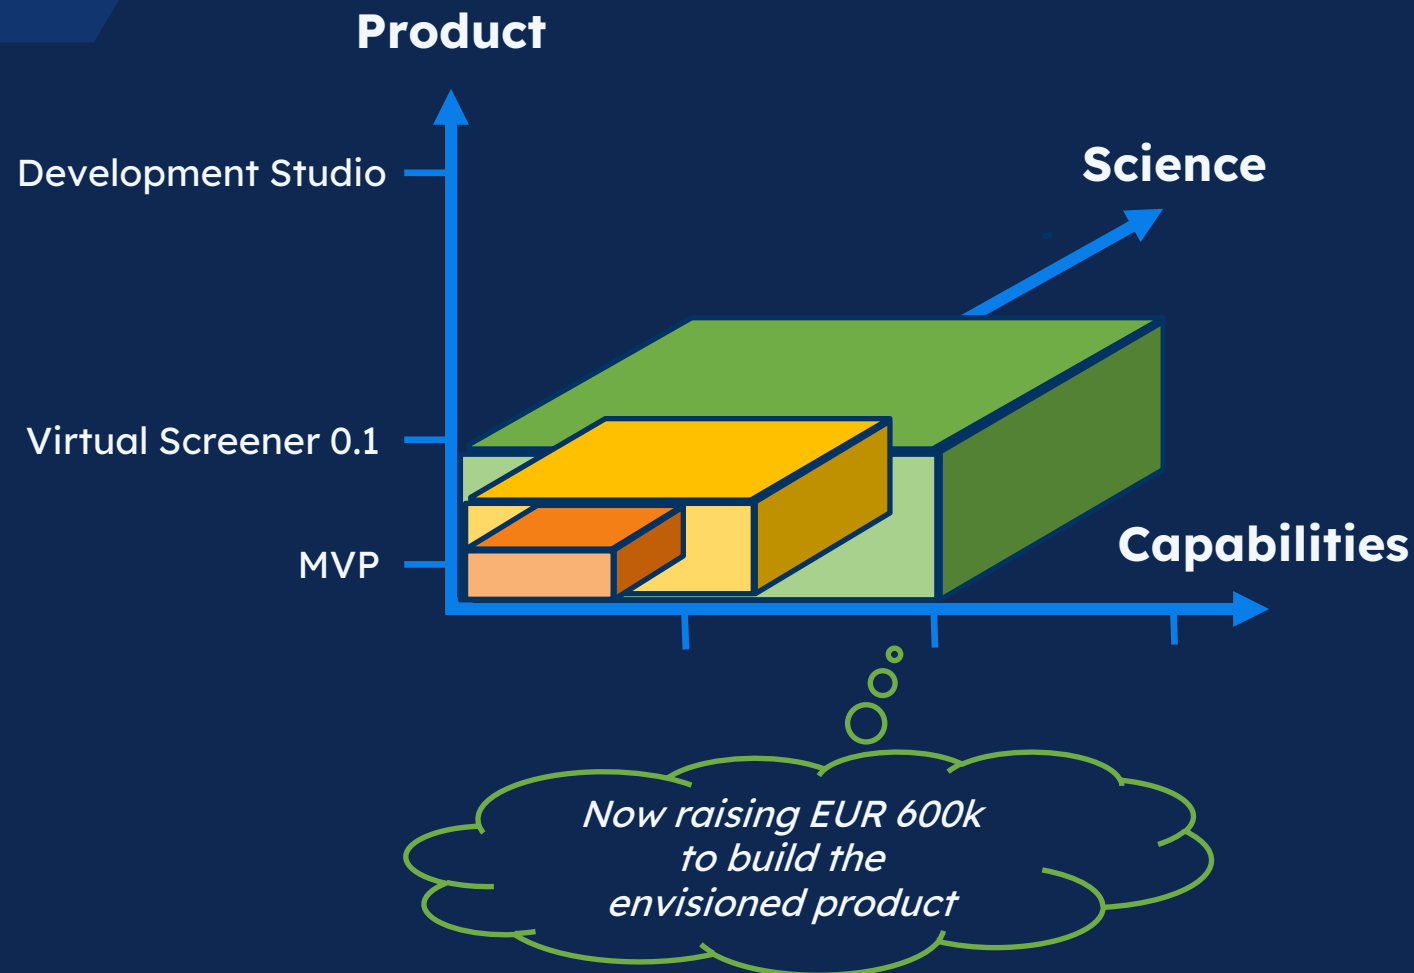 Product
Development Studio
Science
Virtual Screener 0.1
Capabilities
MVP
Now raising EUR 600k
to build the
envisioned product